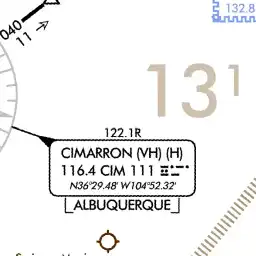 132.8
040
11
13¹
122.1R
CIMARRON (VH) (H)
116.4 CIM 111
N36°29.48' W104°52.32'
ALBUQUERQUE